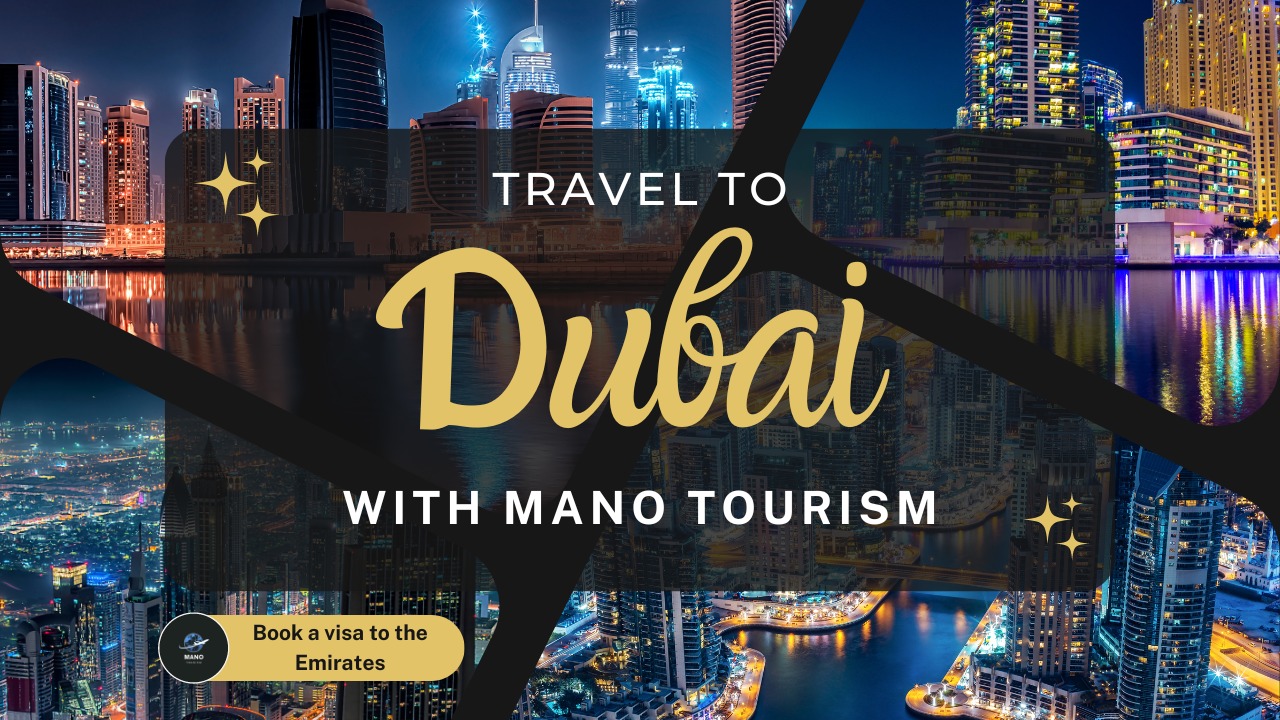 TRAVEL TO
Dubai
WITH MANO TOURISM
Book a visa to the
Emirates
MANO